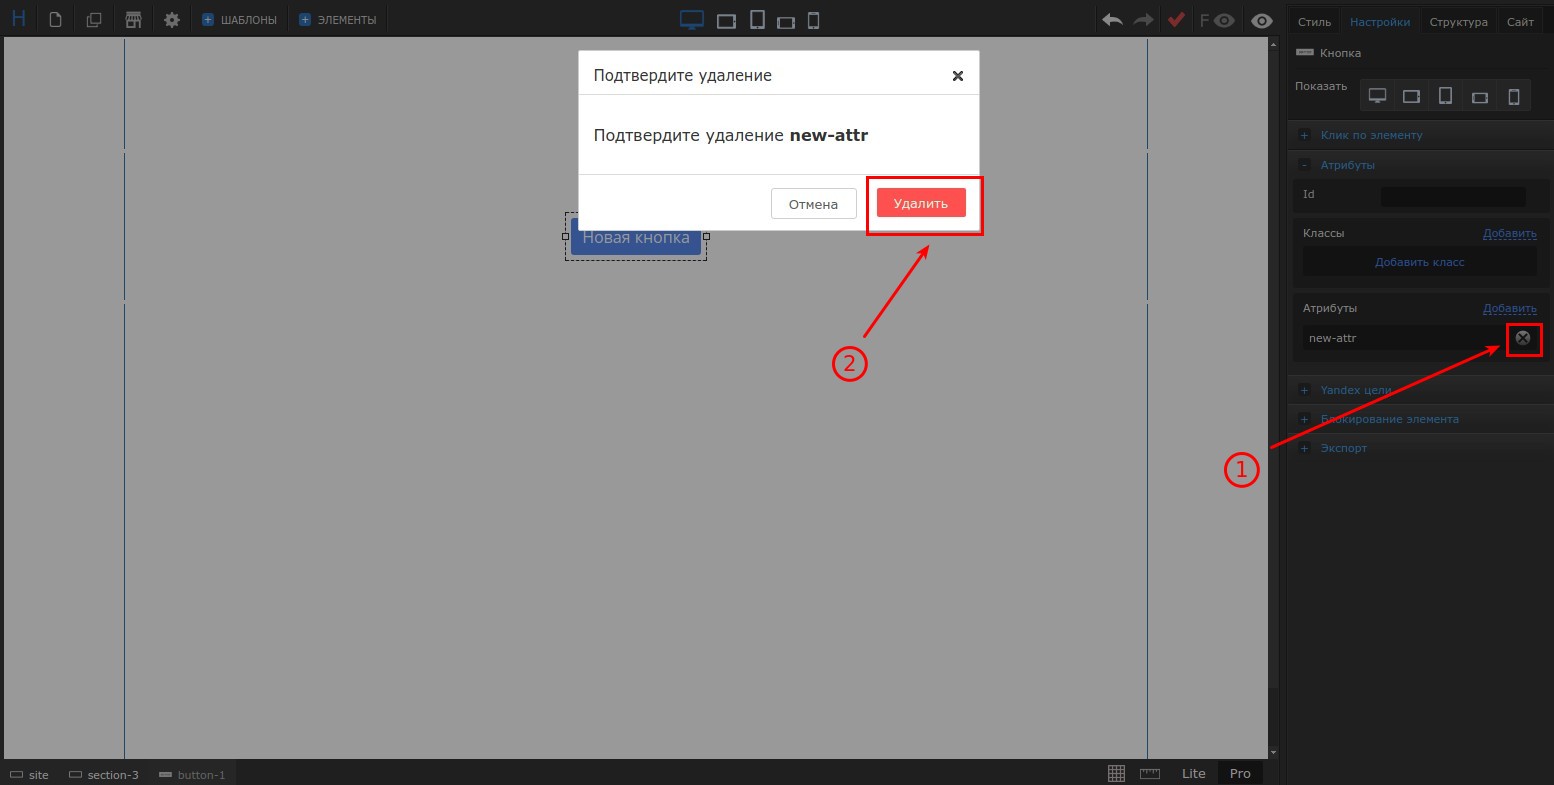 H
ШАБЛОНЫ
ЭЛЕМЕНТЫ
F
Стиль
Настройки
Структура
Сайт
Подтвердите удаление
Подтвердите удаление new-attr
Отмена
Удалить
Новая кнопка
2
Кнопка
Показать
Клик по элементу
Атрибуты
Id
Классы
Добавить
Добавить класс
Атрибуты
Добавить
new-attr
Yandex цели
Блокирование элемента
Экспорт
1
site
section-3
button-1
Lite
Pro